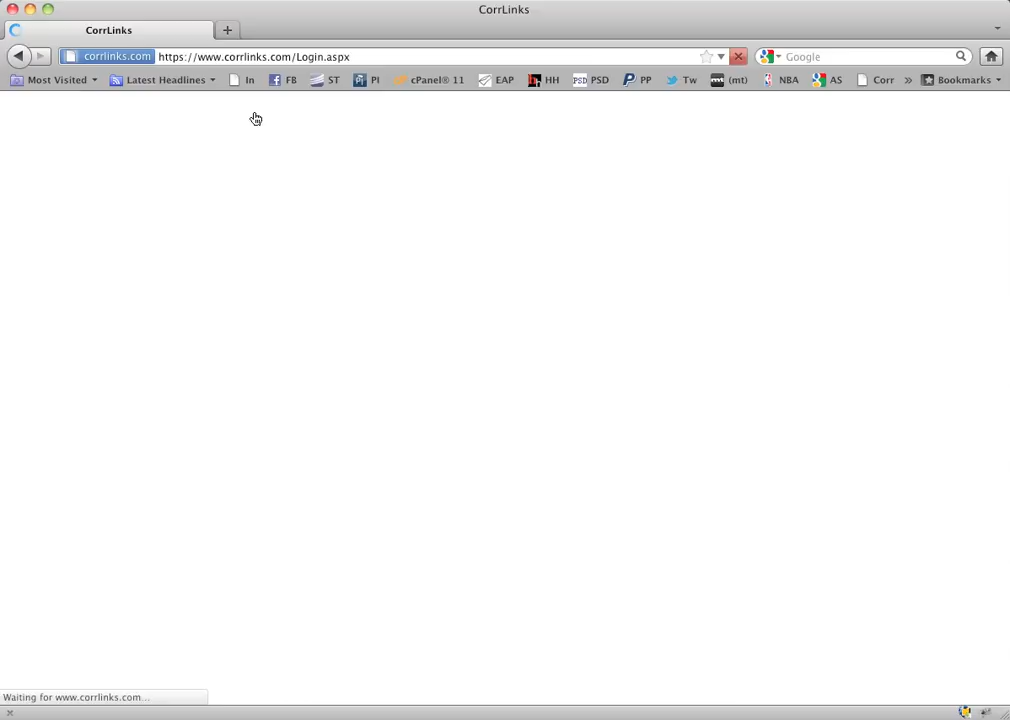 CorrLinks
CorrLinks
corrlinks.com https://www.corrlinks.com/Login.aspx Google
Most Visited Latest Headlines In FB ST PI cPanel® 11 EAP HH PSD PSD PP Tw (mt) NBA AS Corr » Bookmarks
Waiting for www.corrlinks.com...